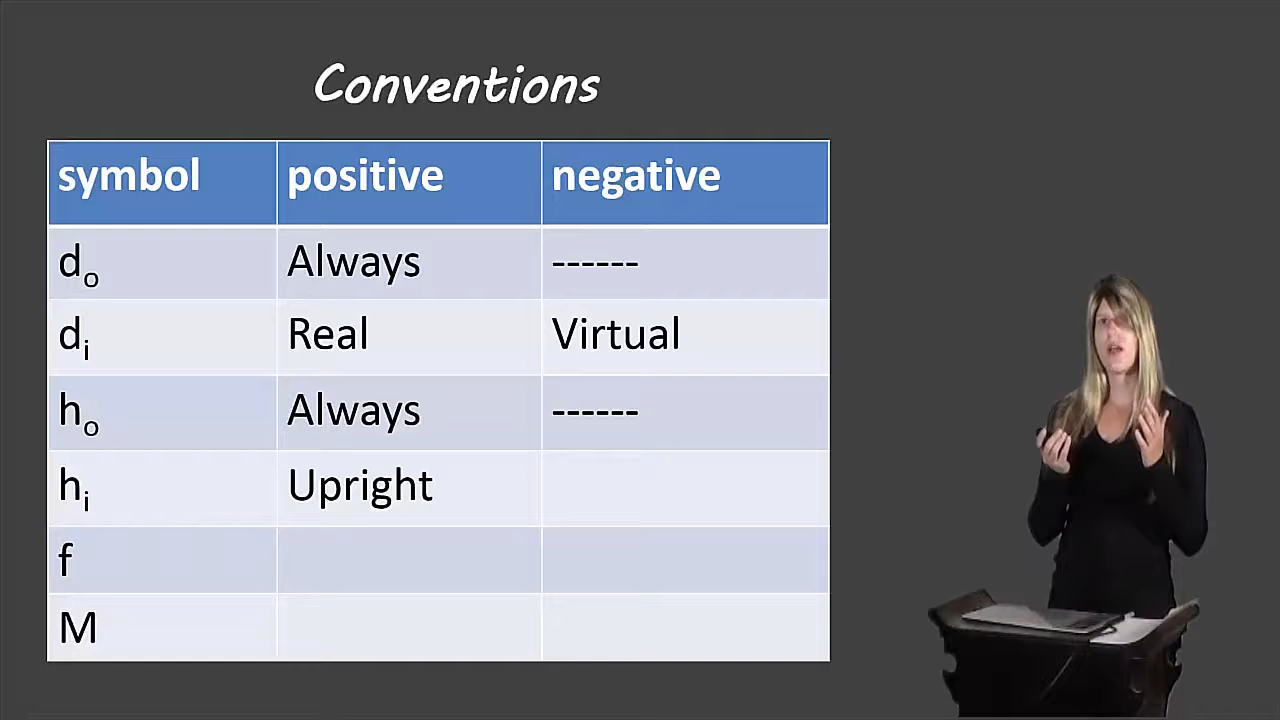 Conventions
symbol positive negative
dₒ Always ------
dᵢ Real Virtual
hₒ Always ------
hᵢ Upright
f
M